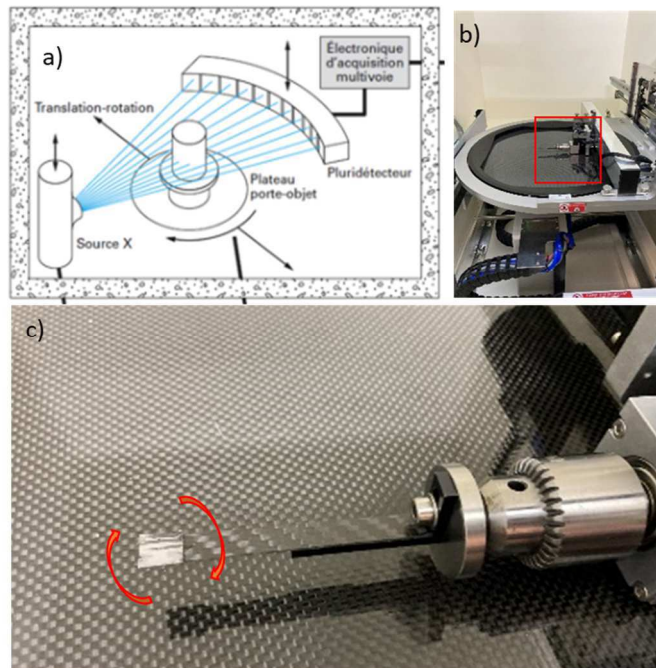 a)
Électronique
d'acquisition
multivoie
Translation-rotation
Pluridétecteur
Plateau
porte-objet
Source X
b)
c)